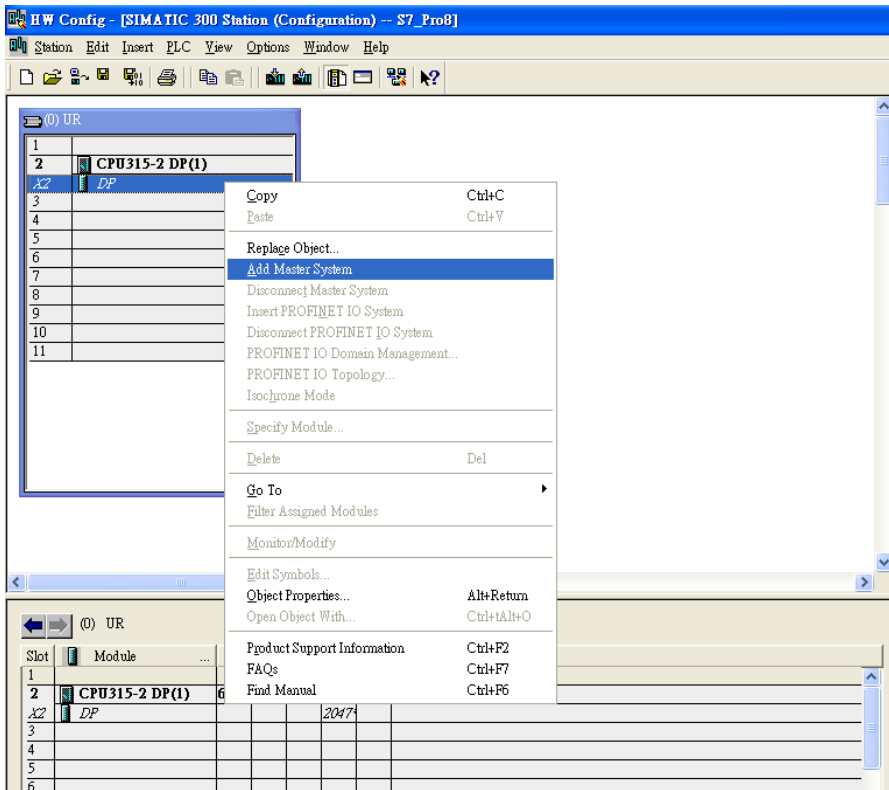 HW Config - [SIMATIC 300 Station (Configuration) -- S7_Pro8]
Station Edit Insert PLC View Options Window Help
(0) UR
1
2 CPU315-2 DP(1)
X2 DP
3
4
5
6
7
8
9
10
11
Copy Ctrl+C
Paste Ctrl+V
Replace Object...
Add Master System
Disconnect Master System
Insert PROFINET IO System
Disconnect PROFINET IO System
PROFINET IO Domain Management...
PROFINET IO Topology...
Isochrone Mode
Specify Module...
Delete Del
Go To
Filter Assigned Modules
Monitor/Modify
Edit Symbols...
Object Properties... Alt+Return
Open Object With... Ctrl+tAlt+O
Product Support Information Ctrl+F2
FAQs Ctrl+F7
Find Manual Ctrl+F6
(0) UR
Slot Module ...
1
2 CPU315-2 DP(1) 6
X2 DP 2047
3
4
5
6